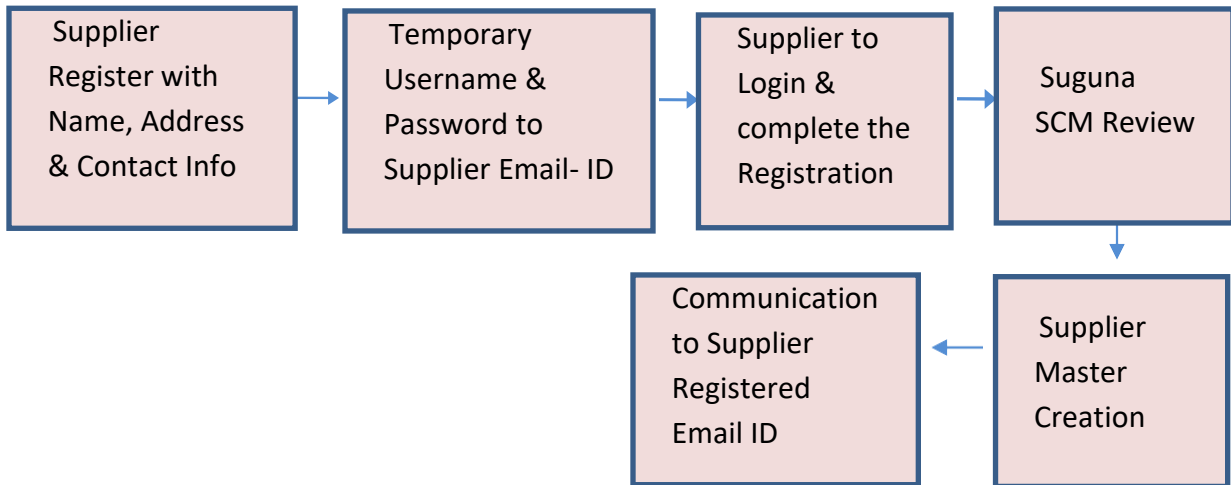 Supplier
Register with
Name, Address
& Contact Info
Temporary
Username &
Password to
Supplier Email- ID
Supplier to
Login &
complete the
Registration
Suguna
SCM Review
Supplier
Master
Creation
Communication
to Supplier
Registered
Email ID